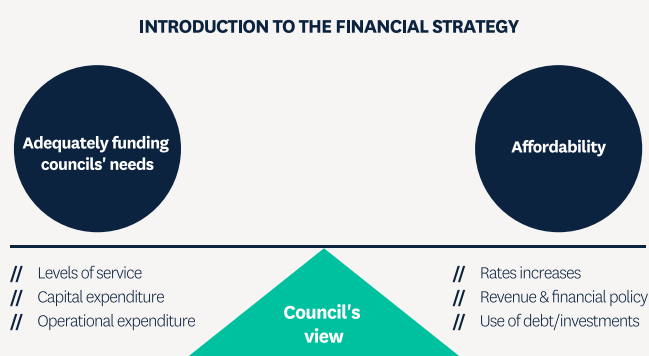 INTRODUCTION TO THE FINANCIAL STRATEGY
Adequately funding
councils' needs
Affordability
// Levels of service
// Capital expenditure
// Operational expenditure
Council's
view
// Rates increases
// Revenue & financial policy
// Use of debt/investments